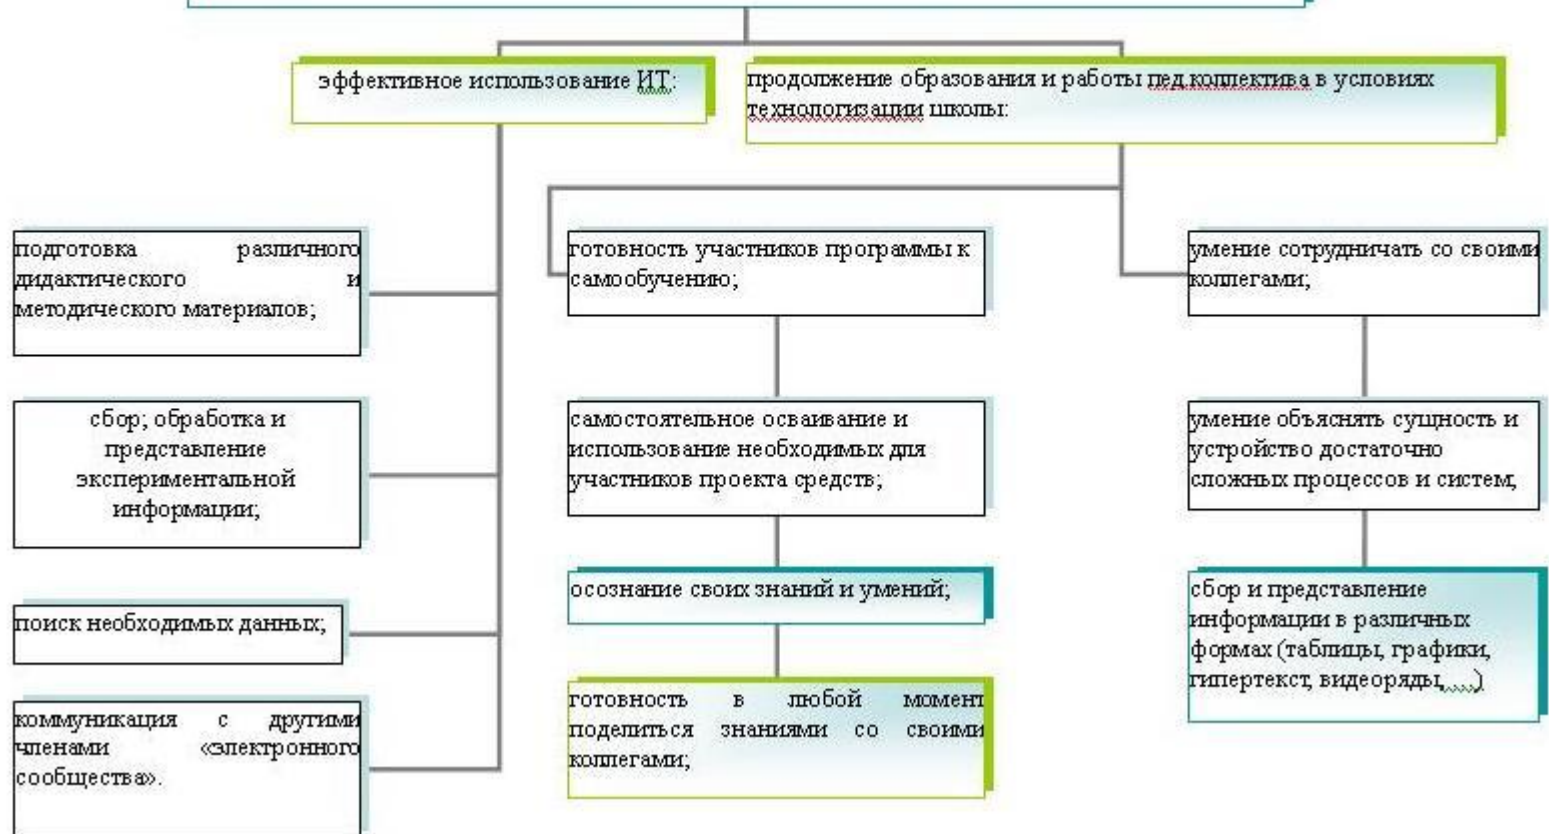 эффективное использование ИТ:
продолжение образования и работы пед.коллектива в условиях
технологизации школы:
подготовка различного
дидактического и
методического материалов;
сбор; обработка и
представление
экспериментальной
информации;
поиск необходимых данных;
коммуникация с другими
членами «электронного
сообщества».
готовность участников программы к
самообучению;
самостоятельное осваивание и
использование необходимых для
участников проекта средств;
осознание своих знаний и умений;
готовность в любой момент
поделиться знаниями со своими
коллегами;
умение сотрудничать со своими
коллегами;
умение объяснять сущность и
устройство достаточно
сложных процессов и систем;
сбор и представление
информации в различных
формах (таблицы, графики,
гипертекст, видеоряды, ...)